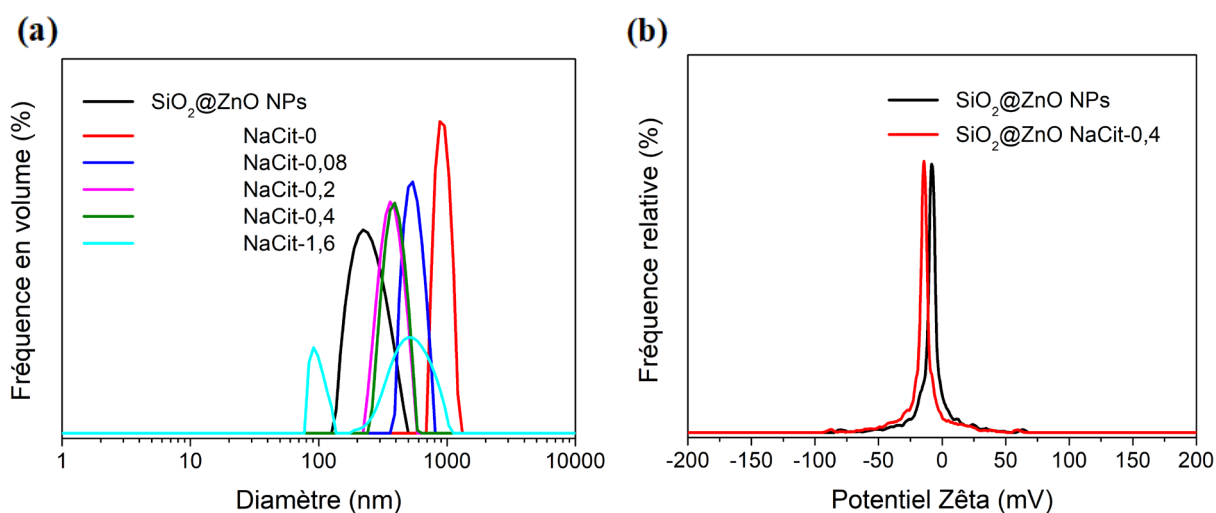 (a)
Fréquence en volume (%)
SiO₂@ZnO NPs
NaCit-0
NaCit-0,08
NaCit-0,2
NaCit-0,4
NaCit-1,6
1 10 100 1000 10000
Diamètre (nm)
(b)
Fréquence relative (%)
SiO₂@ZnO NPs
SiO₂@ZnO NaCit-0,4
-200 -150 -100 -50 0 50 100 150 200
Potentiel Zêta (mV)